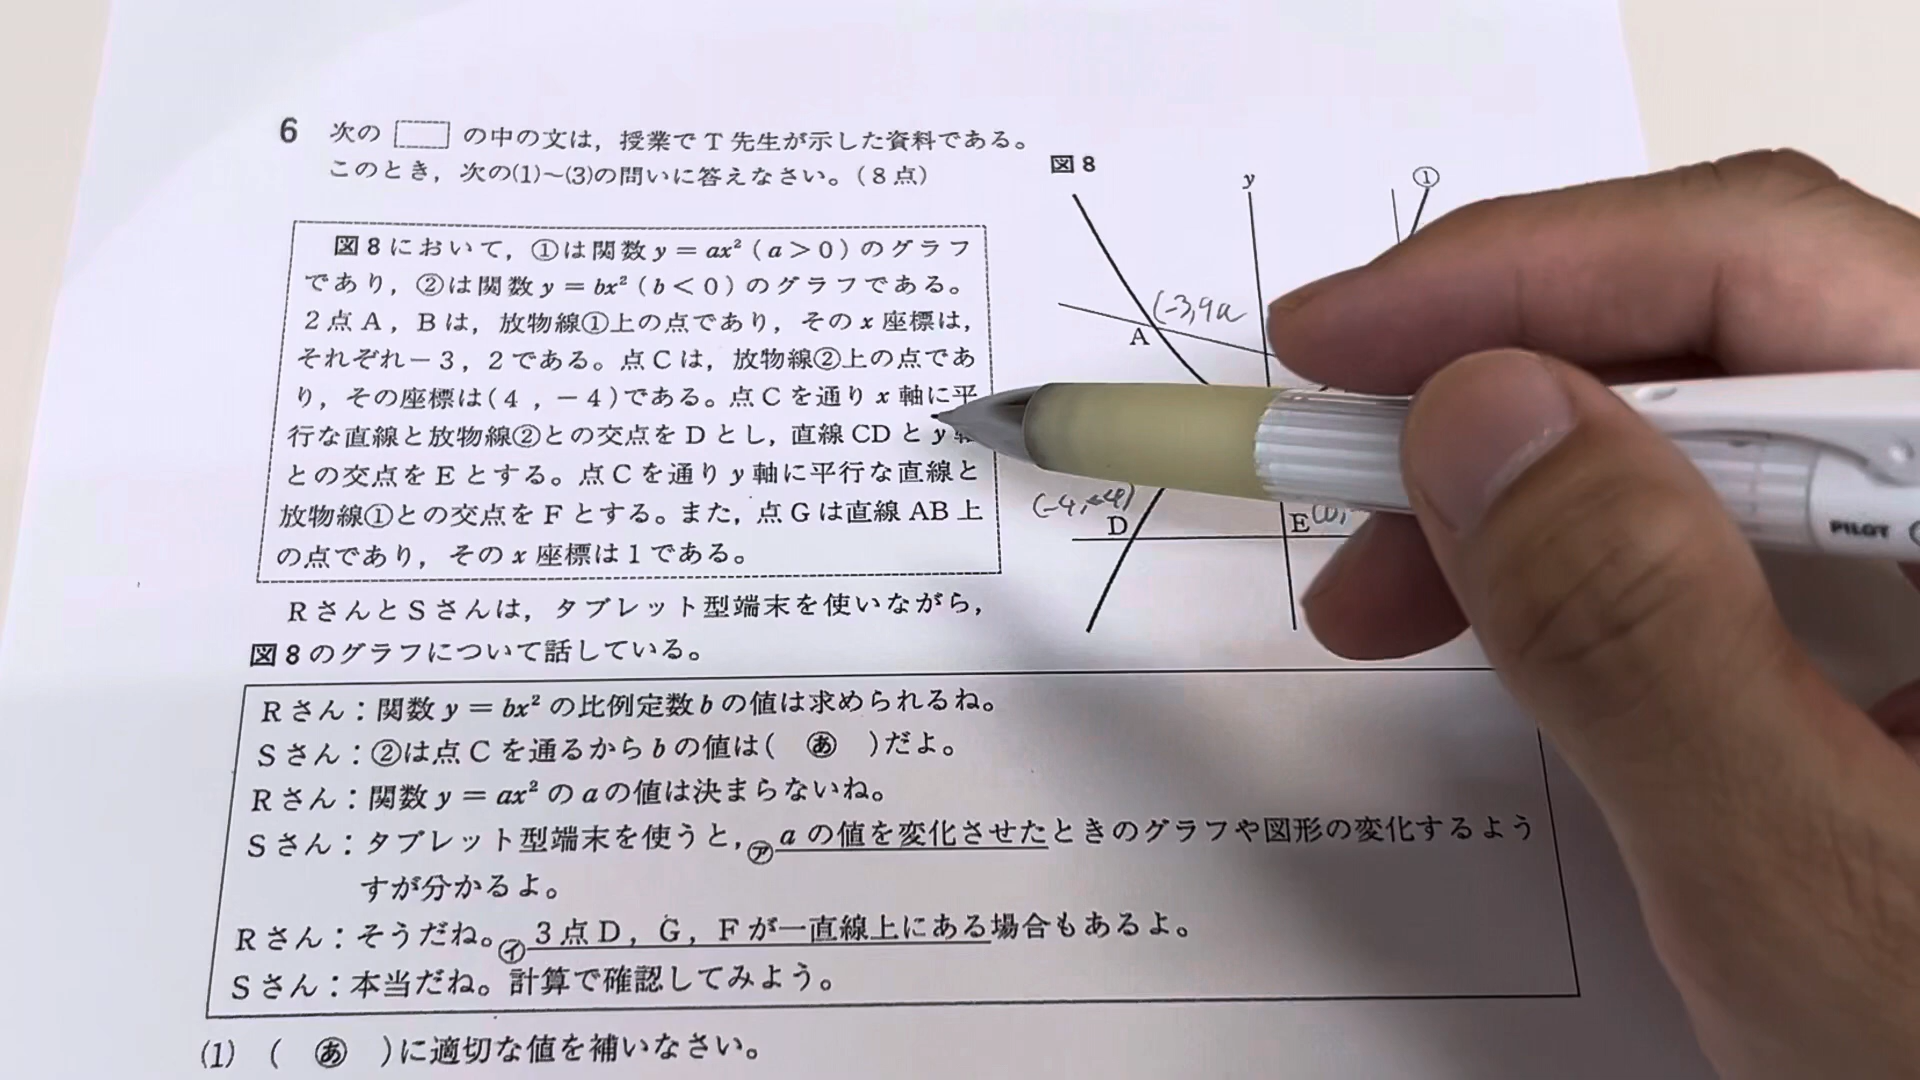 6 次の□の中の文は，授業でT先生が示した資料である。
このとき，次の(1)〜(3)の問いに答えなさい。(8点)
図8において，①は関数 y = ax² (a > 0) のグラフ
であり，②は関数 y = bx² (b < 0) のグラフである。
2点A，Bは，放物線①上の点であり，その x 座標は，
それぞれ－3，2である。点Cは，放物線②上の点であ
り，その座標は(4，－4)である。点Cを通り x 軸に平
行な直線と放物線②との交点をDとし，直線CDと y
との交点をEとする。点Cを通り y 軸に平行な直線と
放物線①との交点をFとする。また，点Gは直線AB上
の点であり，その x 座標は1である。
図8
y
①
(-3, 9a
A
(-4, -4)
D
E
RさんとSさんは，タブレット型端末を使いながら，
図8のグラフについて話している。
Rさん：関数 y = bx² の比例定数 b の値は求められるね。
Sさん：②は点Cを通るから b の値は( あ )だよ。
Rさん：関数 y = ax² の a の値は決まらないね。
Sさん：タブレット型端末を使うと，㋐a の値を変化させたときのグラフや図形の変化するよう
すが分かるよ。
Rさん：そうだね。㋑3点D，G，Fが一直線上にある場合もあるよ。
Sさん：本当だね。計算で確認してみよう。
(1) ( あ )に適切な値を補いなさい。
PILOT